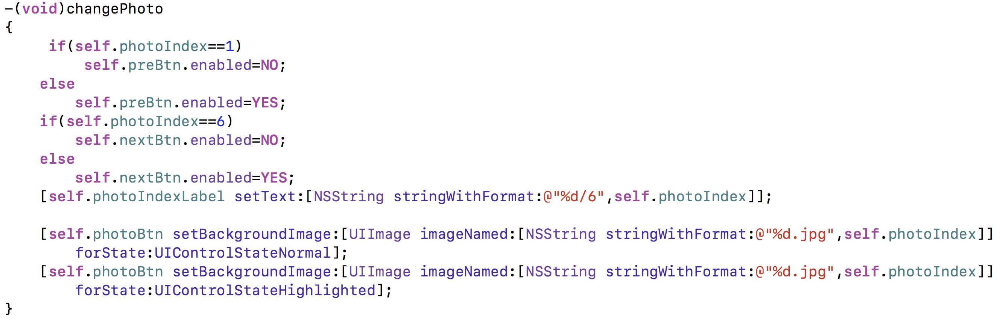 -(void)changePhoto
{
     if(self.photoIndex==1)
         self.preBtn.enabled=NO;
    else
        self.preBtn.enabled=YES;
    if(self.photoIndex==6)
        self.nextBtn.enabled=NO;
    else
        self.nextBtn.enabled=YES;
    [self.photoIndexLabel setText:[NSString stringWithFormat:@"%d/6",self.photoIndex]];

    [self.photoBtn setBackgroundImage:[UIImage imageNamed:[NSString stringWithFormat:@"%d.jpg",self.photoIndex]]
        forState:UIControlStateNormal];
    [self.photoBtn setBackgroundImage:[UIImage imageNamed:[NSString stringWithFormat:@"%d.jpg",self.photoIndex]]
        forState:UIControlStateHighlighted];
}